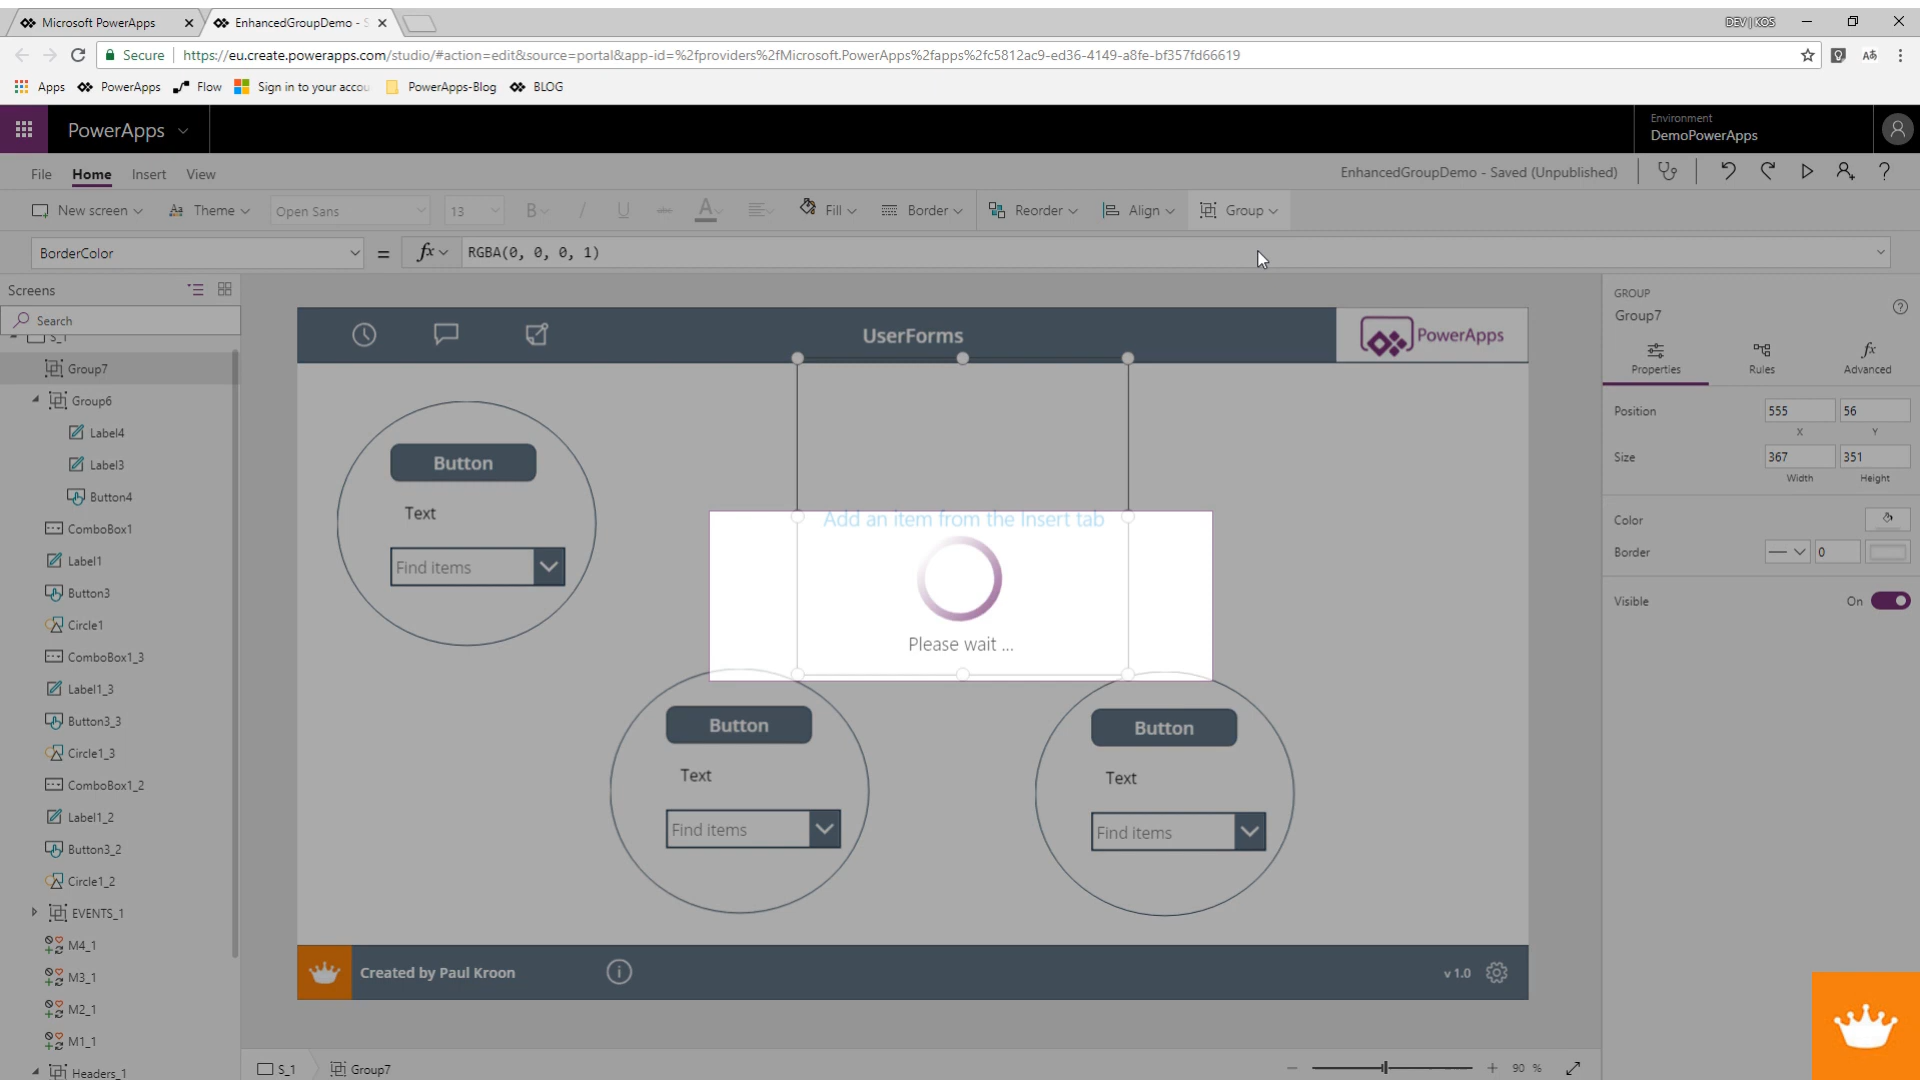 Microsoft PowerApps
EnhancedGroupDemo - S
DEV | KOS
Secure
https://eu.create.powerapps.com/studio/#action=edit&source=portal&app-id=%2fproviders%2fMicrosoft.PowerApps%2fapps%2fc5812ac9-ed36-4149-a8fe-bf357fd66619
Apps PowerApps Flow Sign in to your accou PowerApps-Blog BLOG
PowerApps
Environment
DemoPowerApps
File Home Insert View
EnhancedGroupDemo - Saved (Unpublished)
New screen Theme Open Sans 13 B / U abc A Fill Border Reorder Align Group
BorderColor = fx RGBA(0, 0, 0, 1)
Screens
Search
S_1
Group7
Group6
Label4
Label3
Button4
ComboBox1
Label1
Button3
Circle1
ComboBox1_3
Label1_3
Button3_3
Circle1_3
ComboBox1_2
Label1_2
Button3_2
Circle1_2
EVENTS_1
M4_1
M3_1
M2_1
M1_1
Headers_1
UserForms
PowerApps
Button
Text
Find items
Add an item from the Insert tab
Please wait ...
Button
Text
Find items
Button
Text
Find items
Created by Paul Kroon
v 1.0
S_1 Group7
90 %
GROUP
Group7
Properties Rules Advanced
Position 555 56
X Y
Size 367 351
Width Height
Color
Border 0
Visible On